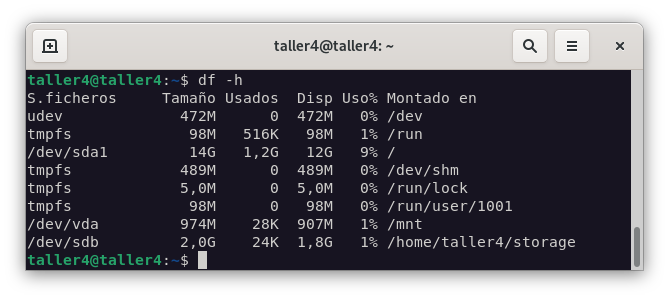 taller4@taller4: ~
taller4@taller4:~$ df -h
S.ficheros     Tamaño Usados  Disp Uso% Montado en
udev             472M      0  472M   0% /dev
tmpfs             98M   516K   98M   1% /run
/dev/sda1         14G   1,2G   12G   9% /
tmpfs            489M      0  489M   0% /dev/shm
tmpfs            5,0M      0  5,0M   0% /run/lock
tmpfs             98M      0   98M   0% /run/user/1001
/dev/vda         974M    28K  907M   1% /mnt
/dev/sdb         2,0G    24K  1,8G   1% /home/taller4/storage
taller4@taller4:~$